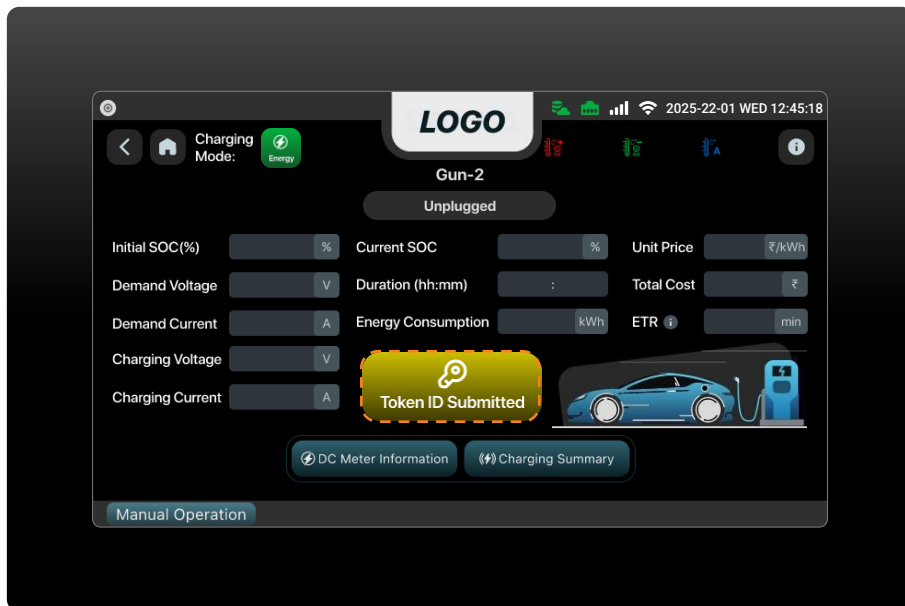 LOGO
2025-22-01 WED 12:45:18
Charging
Mode:
Energy
A
Gun-2
Unplugged
Initial SOC(%) %
Current SOC %
Unit Price ₹/kWh
Demand Voltage V
Duration (hh:mm) :
Total Cost ₹
Demand Current A
Energy Consumption kWh
ETR i min
Charging Voltage V
Charging Current A
Token ID Submitted
DC Meter Information
Charging Summary
Manual Operation